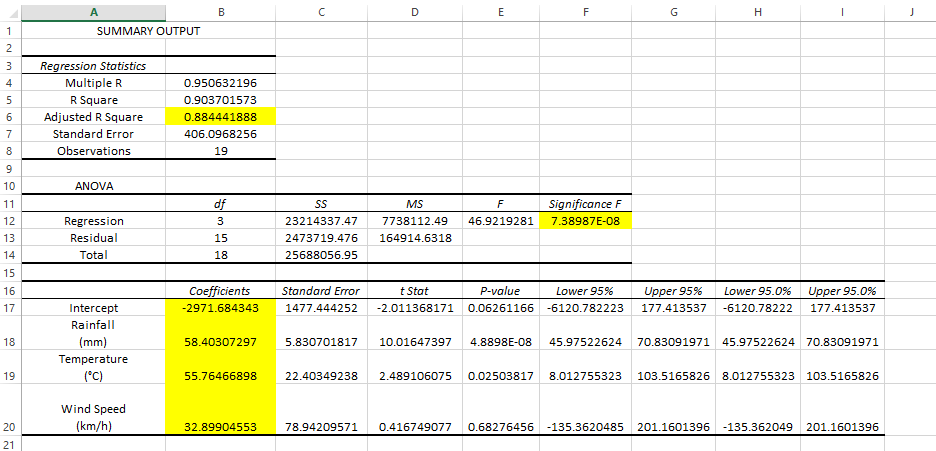 A B C D E F G H I J
1 SUMMARY OUTPUT
2
3 Regression Statistics
4 Multiple R 0.950632196
5 R Square 0.903701573
6 Adjusted R Square 0.884441888
7 Standard Error 406.0968256
8 Observations 19
9
10 ANOVA
11 df SS MS F Significance F
12 Regression 3 23214337.47 7738112.49 46.9219281 7.38987E-08
13 Residual 15 2473719.476 164914.6318
14 Total 18 25688056.95
15
16 Coefficients Standard Error t Stat P-value Lower 95% Upper 95% Lower 95.0% Upper 95.0%
17 Intercept -2971.684343 1477.444252 -2.011368171 0.06261166 -6120.782223 177.413537 -6120.78222 177.413537
Rainfall
18 (mm) 58.40307297 5.830701817 10.01647397 4.8898E-08 45.97522624 70.83091971 45.97522624 70.83091971
Temperature
19 (°C) 55.76466898 22.40349238 2.489106075 0.02503817 8.012755323 103.5165826 8.012755323 103.5165826
Wind Speed
20 (km/h) 32.89904553 78.94209571 0.416749077 0.68276456 -135.3620485 201.1601396 -135.362049 201.1601396
21